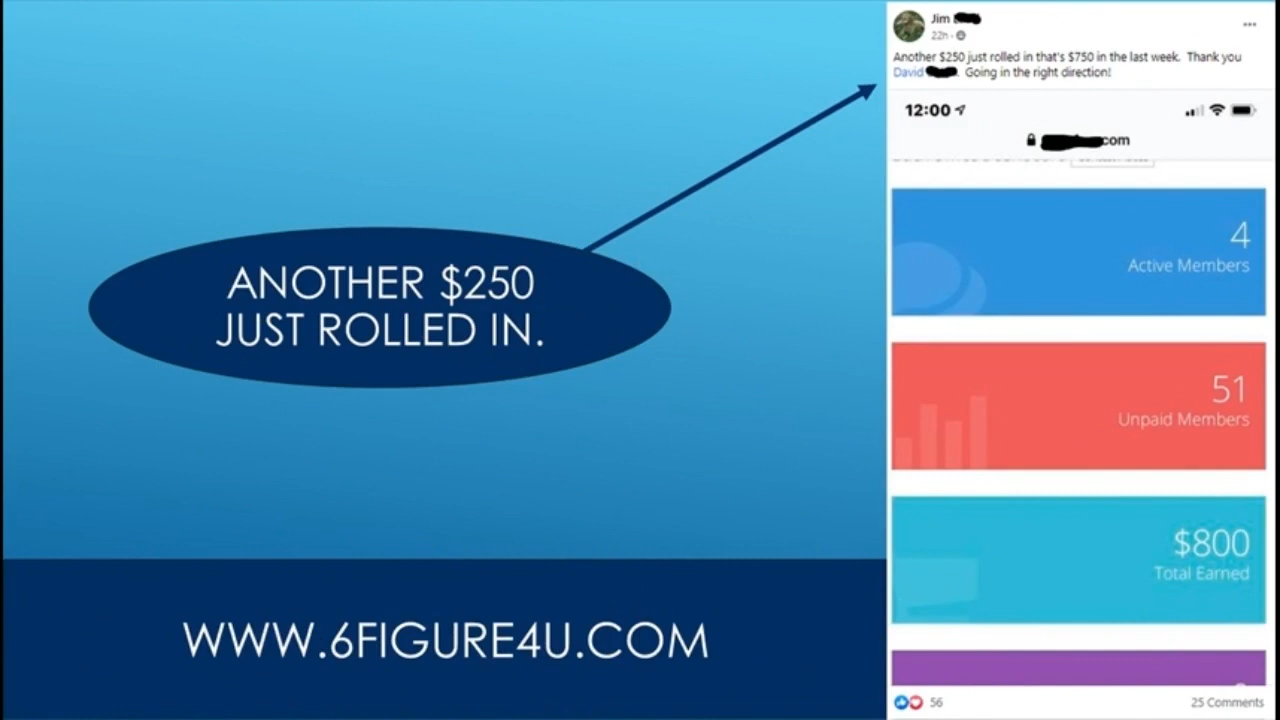 ANOTHER $250
JUST ROLLED IN.
WWW.6FIGURE4U.COM
Jim
22h
Another $250 just rolled in that's $750 in the last week. Thank you
David . Going in the right direction!
12:00
com
4
Active Members
51
Unpaid Members
$800
Total Earned
56
25 Comments